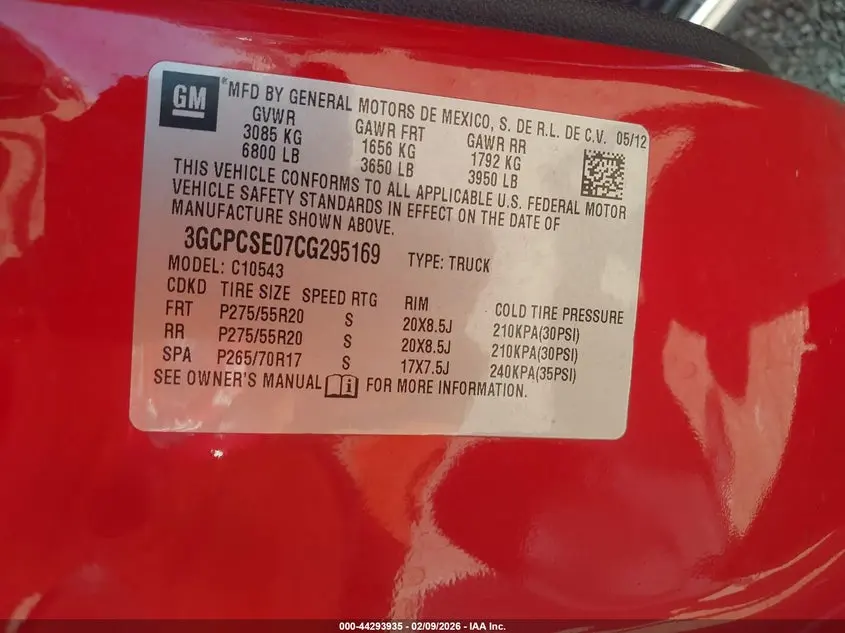 GM
*MFD BY GENERAL MOTORS DE MEXICO, S. DE R.L. DE C.V. 05/12
GVWR GAWR FRT GAWR RR
3085 KG 1656 KG 1792 KG
6800 LB 3650 LB 3950 LB
THIS VEHICLE CONFORMS TO ALL APPLICABLE U.S. FEDERAL MOTOR
VEHICLE SAFETY STANDARDS IN EFFECT ON THE DATE OF
MANUFACTURE SHOWN ABOVE.
3GCPCSE07CG295169 TYPE: TRUCK
MODEL: C10543
CDKD TIRE SIZE SPEED RTG RIM COLD TIRE PRESSURE
FRT P275/55R20 S 20X8.5J 210KPA(30PSI)
RR P275/55R20 S 20X8.5J 210KPA(30PSI)
SPA P265/70R17 S 17X7.5J 240KPA(35PSI)
SEE OWNER'S MANUAL FOR MORE INFORMATION.
000-44293935 | 02/09/2026 - IAA Inc.